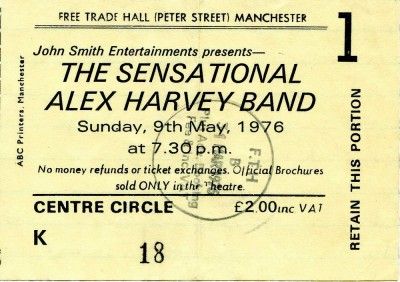 FREE TRADE HALL (PETER STREET) MANCHESTER
John Smith Entertainments presents—
THE SENSATIONAL
ALEX HARVEY BAND
Sunday, 9th May, 1976
at 7.30 p.m.
No money refunds or ticket exchanges. Official Brochures
sold ONLY in the Theatre.
CENTRE CIRCLE £2.00 inc VAT
K 18
ABC Printers, Manchester
1
RETAIN THIS PORTION
F.T.H